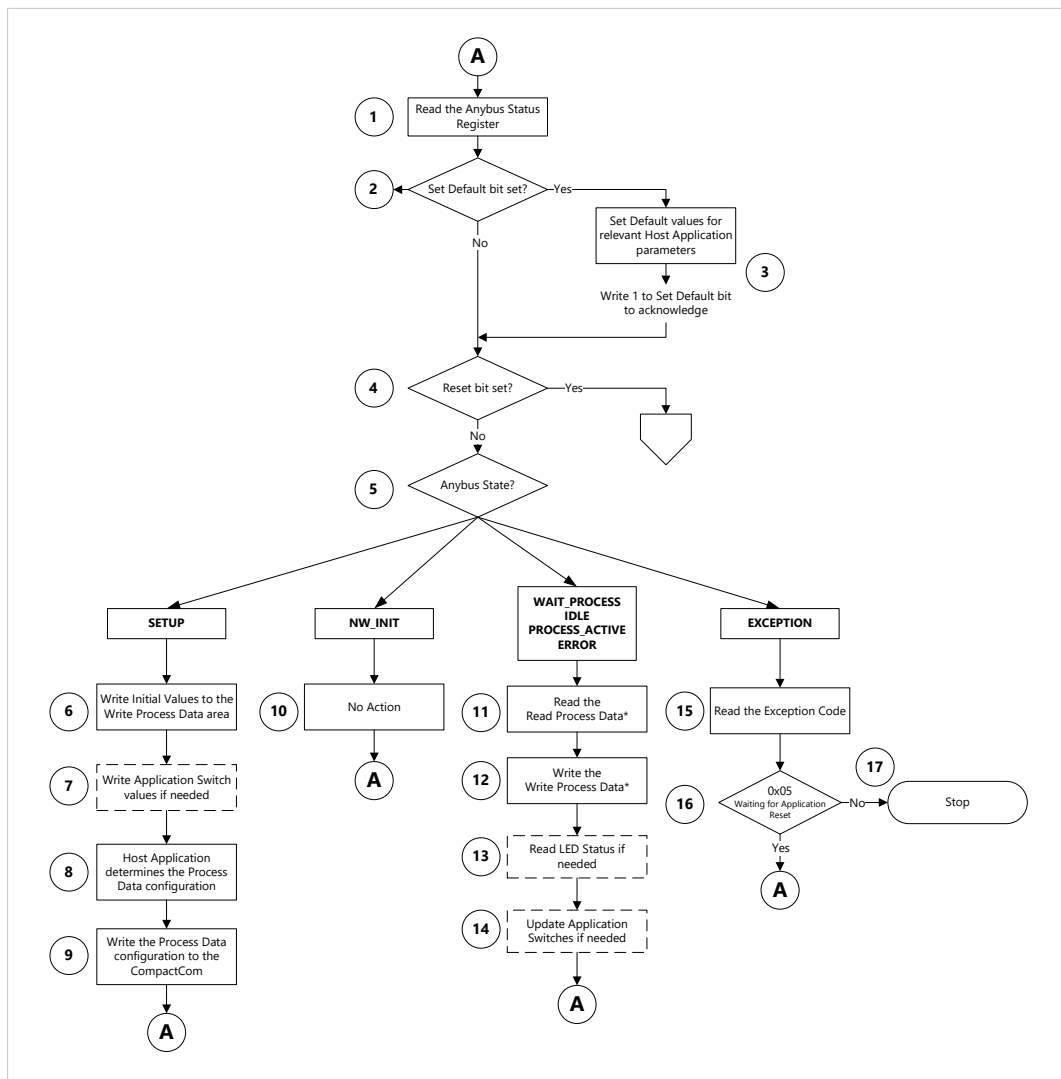 A
1
Read the Anybus Status
Register
2
Set Default bit set?
Yes
No
Set Default values for
relevant Host Application
parameters
3
Write 1 to Set Default bit
to acknowledge
4
Reset bit set?
Yes
No
5
Anybus State?
SETUP
NW_INIT
WAIT_PROCESS
IDLE
PROCESS_ACTIVE
ERROR
EXCEPTION
6
Write Initial Values to the
Write Process Data area
7
Write Application Switch
values if needed
8
Host Application
determines the Process
Data configuration
9
Write the Process Data
configuration to the
CompactCom
A
10
No Action
A
11
Read the
Read Process Data*
12
Write the
Write Process Data*
13
Read LED Status if
needed
14
Update Application
Switches if needed
A
15
Read the Exception Code
16
0x05
Waiting for Application
Reset
No
17
Stop
Yes
A